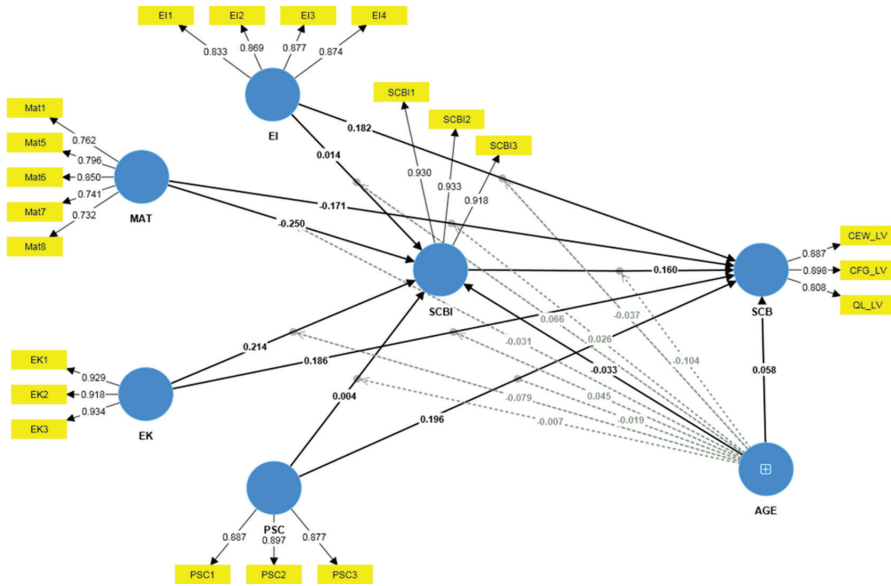 EI1
EI2
EI3
EI4
0.833
0.869
0.877
0.874
EI
Mat1
Mat5
Mat6
Mat7
Mat8
0.762
0.796
0.850
0.741
0.732
MAT
SCBI1
SCBI2
SCBI3
0.930
0.933
0.918
SCBI
0.182
0.014
-0.171
-0.250
0.160
CEW_LV
CFG_LV
QL_LV
0.887
0.898
0.808
SCB
EK1
EK2
EK3
0.929
0.918
0.934
EK
0.214
0.186
0.004
0.196
0.066
-0.031
0.026
-0.037
-0.033
-0.104
0.058
-0.079
0.045
-0.007
-0.019
AGE
PSC
0.887
0.897
0.877
PSC1
PSC2
PSC3